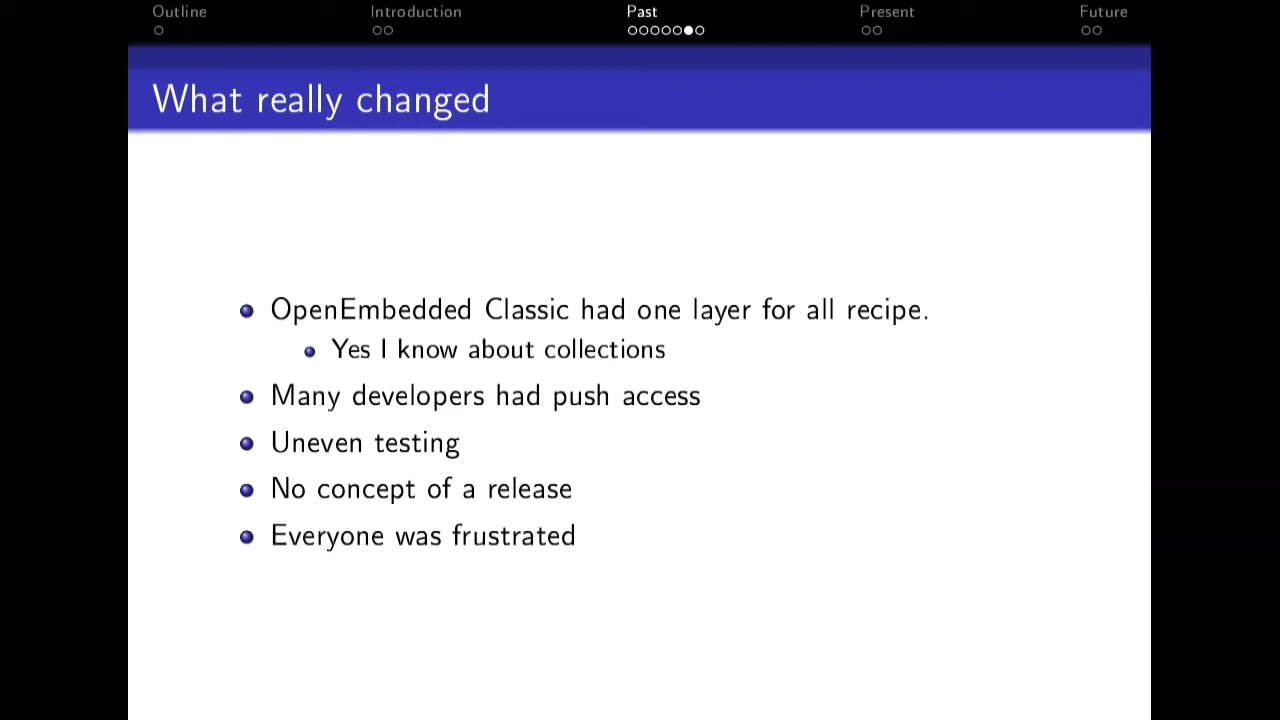 Outline Introduction Past Present Future
What really changed
OpenEmbedded Classic had one layer for all recipe.
Yes I know about collections
Many developers had push access
Uneven testing
No concept of a release
Everyone was frustrated